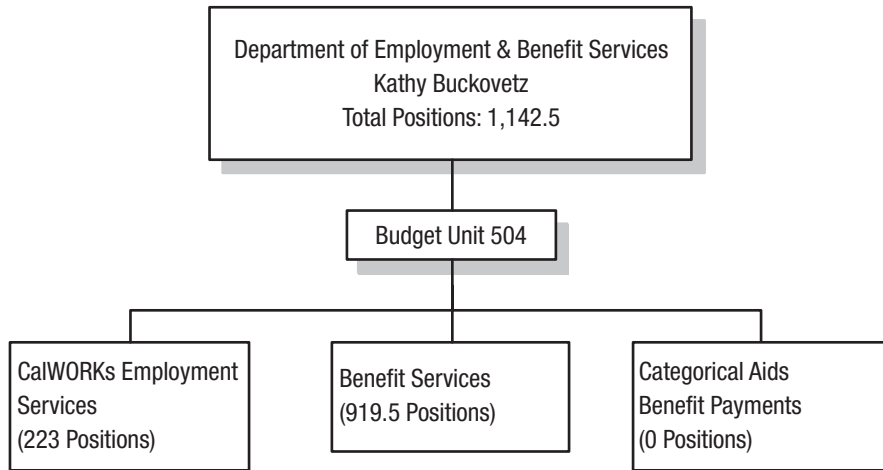 Department of Employment & Benefit Services
Kathy Buckovetz
Total Positions: 1,142.5
Budget Unit 504
CalWORKs Employment
Services
(223 Positions)
Benefit Services
(919.5 Positions)
Categorical Aids
Benefit Payments
(0 Positions)